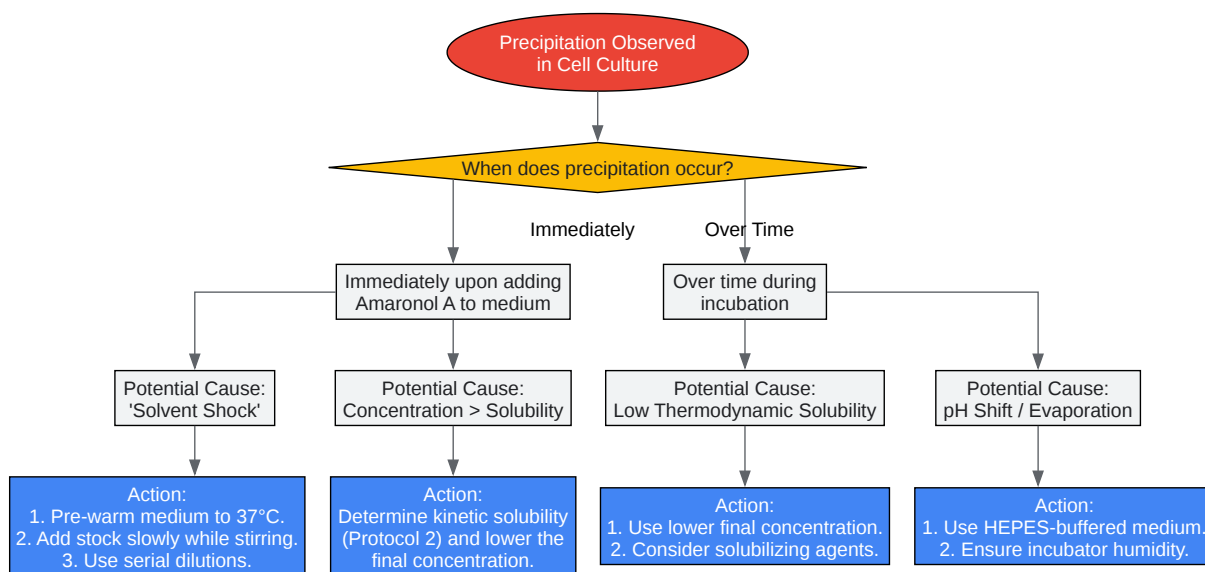 Precipitation Observed
in Cell Culture
When does precipitation occur?
Immediately
Over Time
Immediately upon adding
Amaronol A to medium
Over time during
incubation
Potential Cause:
'Solvent Shock'
Potential Cause:
Concentration > Solubility
Potential Cause:
Low Thermodynamic Solubility
Potential Cause:
pH Shift / Evaporation
Action:
1. Pre-warm medium to 37°C.
2. Add stock slowly while stirring.
3. Use serial dilutions.
Action:
Determine kinetic solubility
(Protocol 2) and lower the
final concentration.
Action:
1. Use lower final concentration.
2. Consider solubilizing agents.
Action:
1. Use HEPES-buffered medium.
2. Ensure incubator humidity.